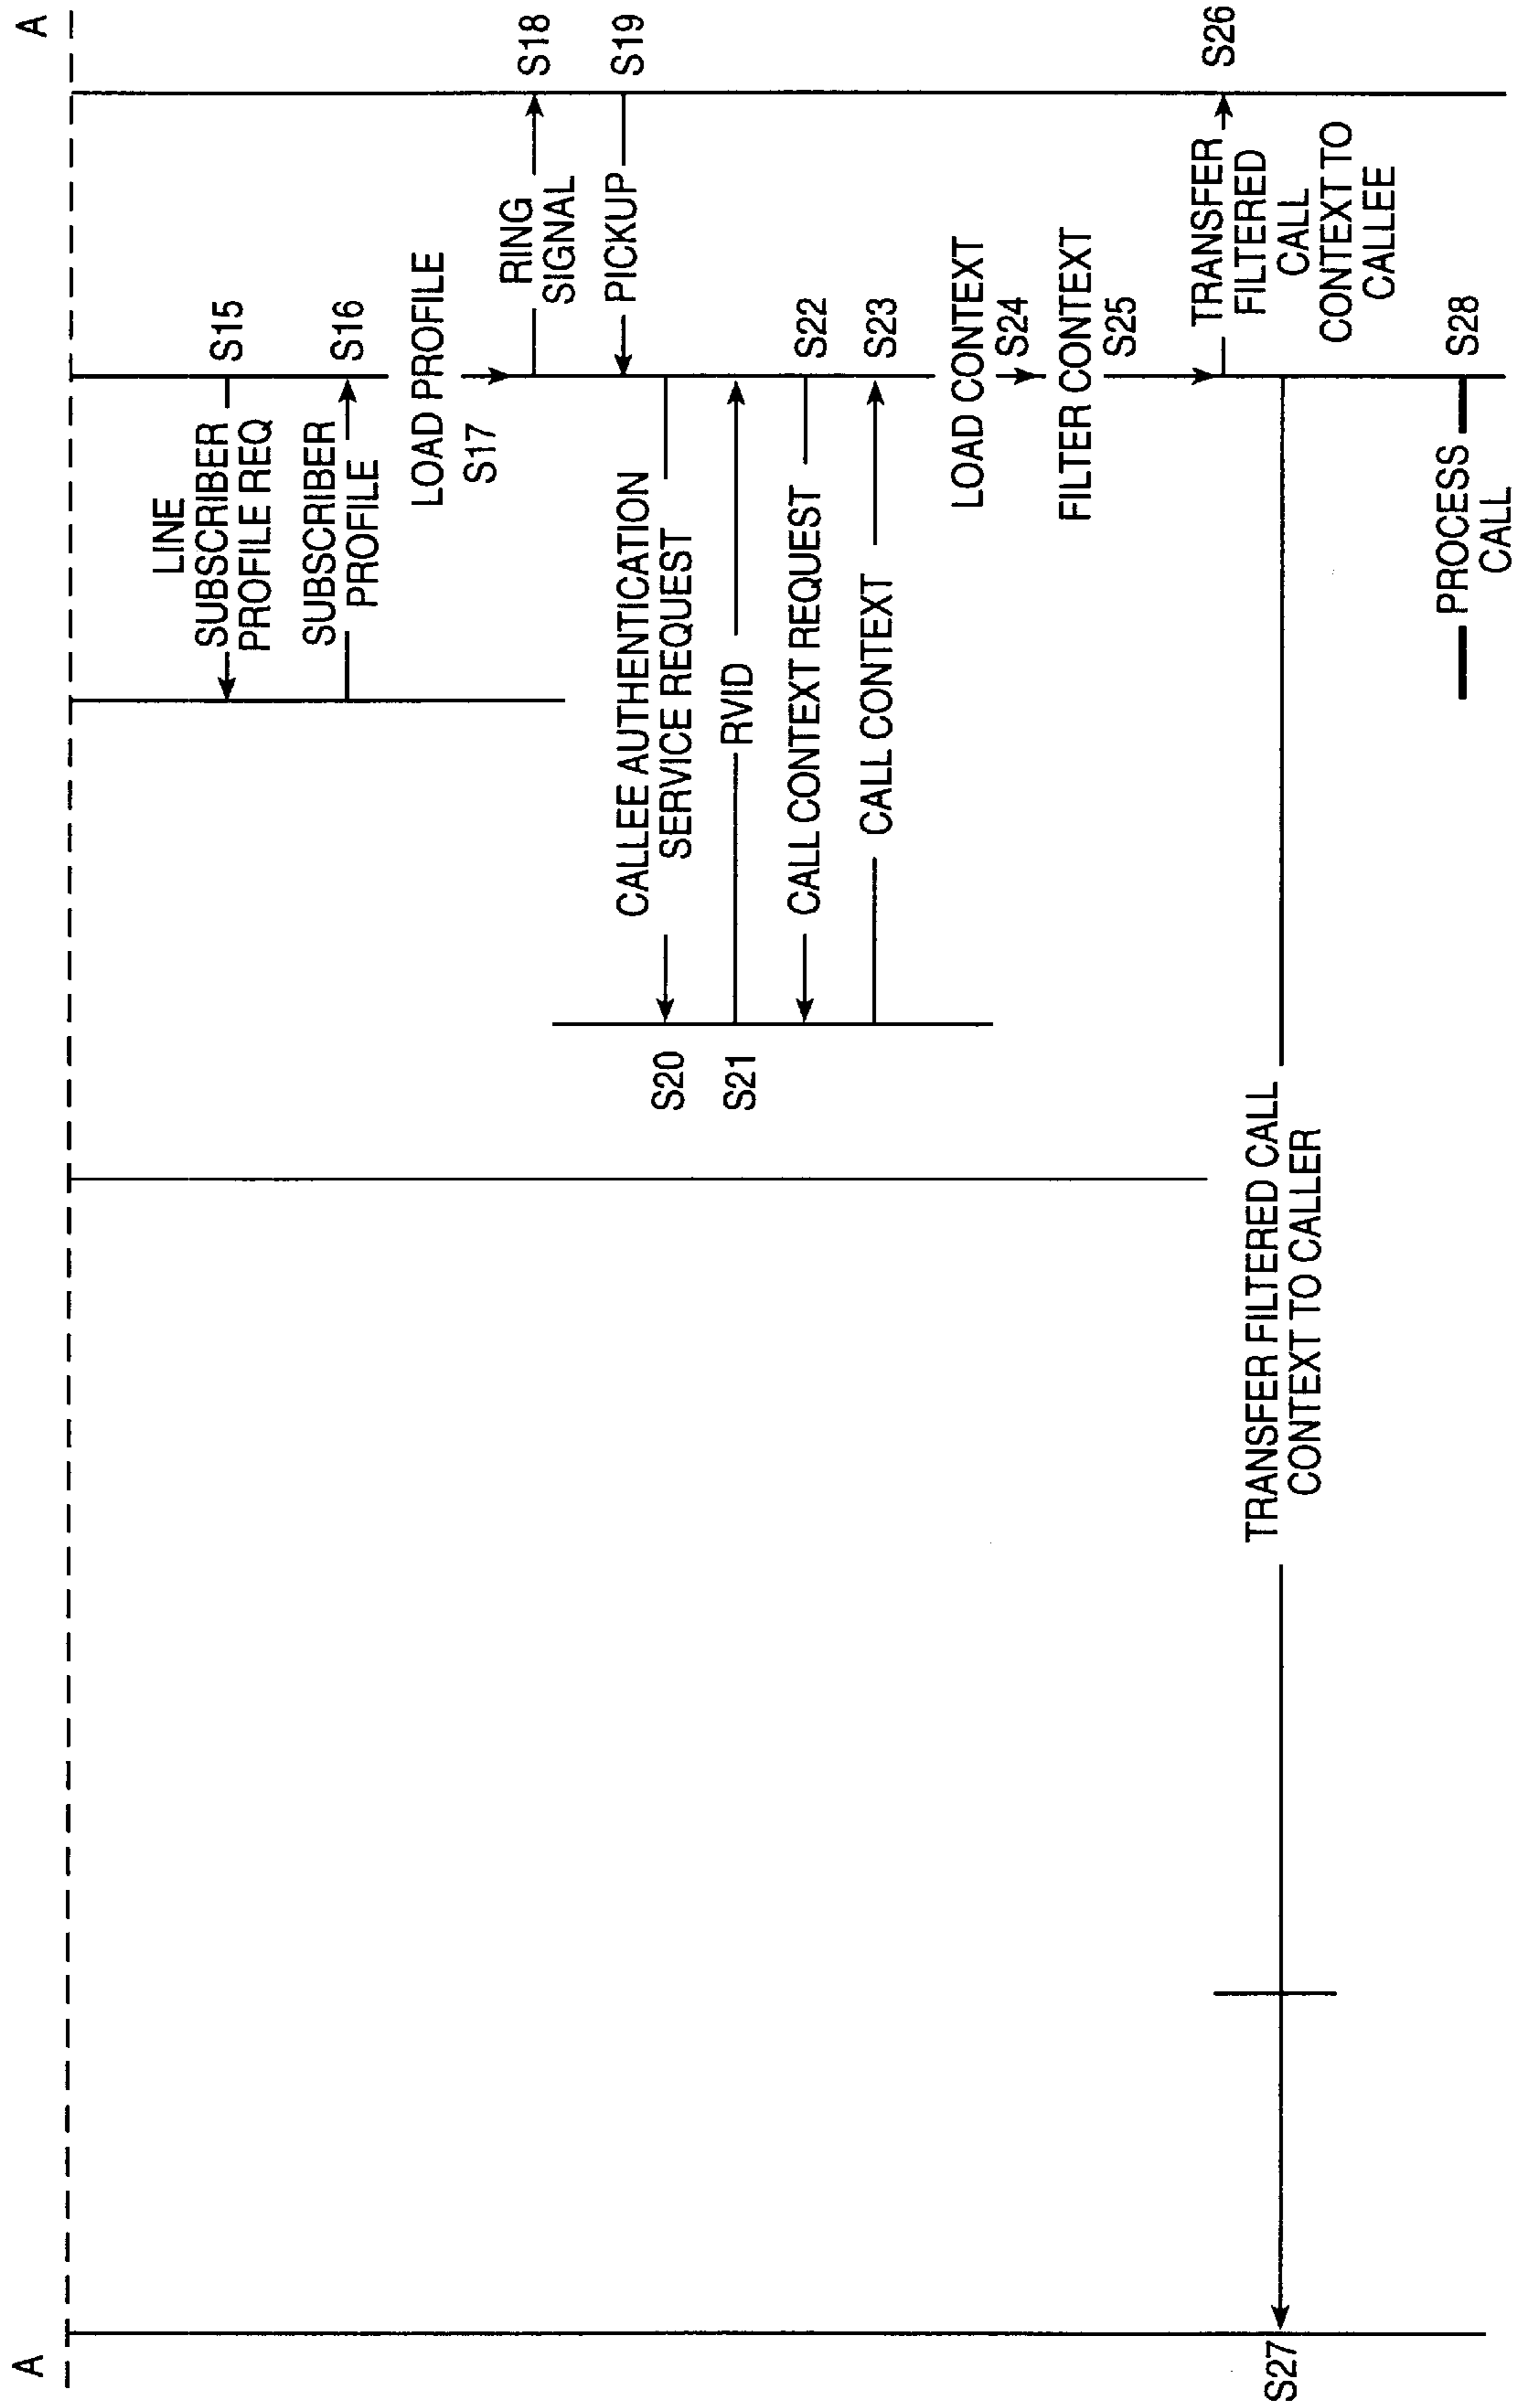 A
A
LINE
SUBSCRIBER
PROFILE REQ
S15
SUBSCRIBER
PROFILE
S16
LOAD PROFILE
S17
RING
SIGNAL
S18
PICKUP
S19
CALLEE AUTHENTICATION
SERVICE REQUEST
S20
RVID
S21
CALL CONTEXT REQUEST
S22
CALL CONTEXT
S23
LOAD CONTEXT
S24
FILTER CONTEXT
S25
TRANSFER
FILTERED
CALL
CONTEXT TO
CALLEE
S26
TRANSFER FILTERED CALL
CONTEXT TO CALLER
S27
PROCESS
CALL
S28